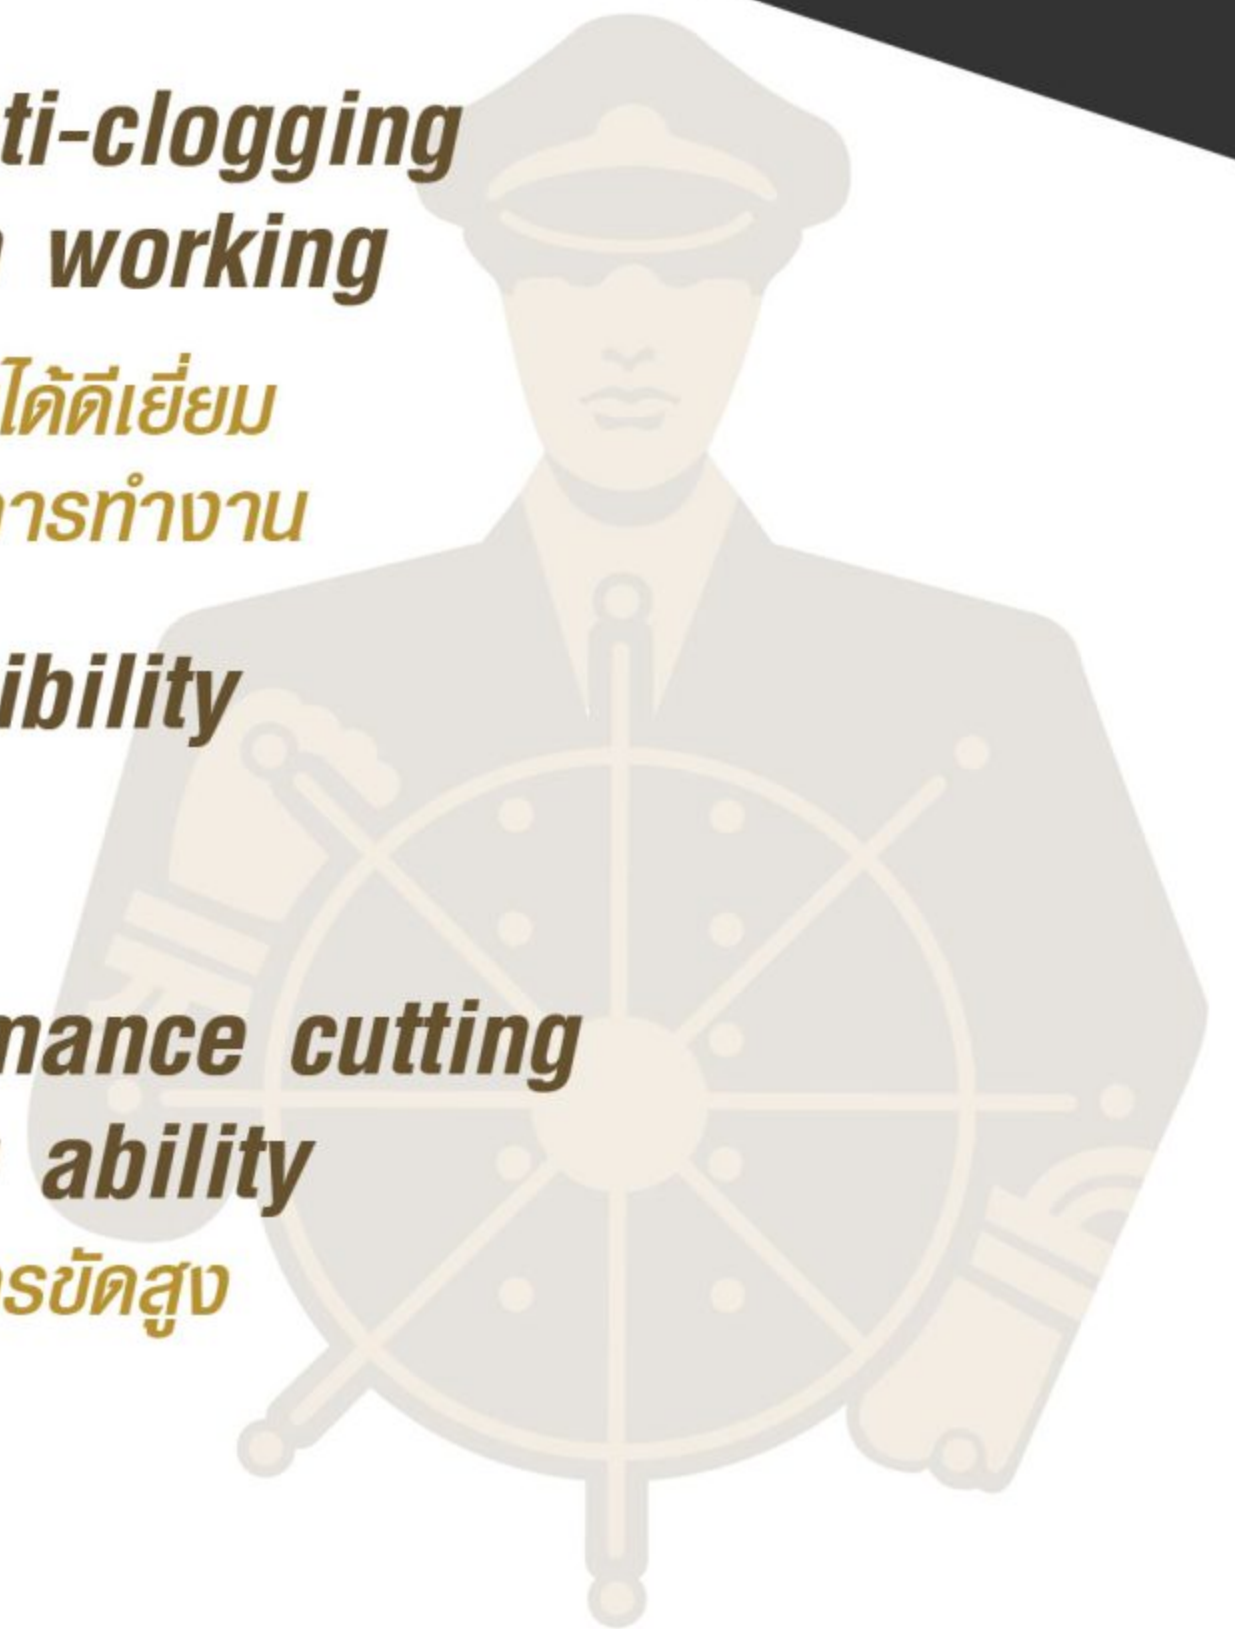 ti-clogging
working
ได้ดีเยี่ยม
การทำงาน
ibility
mance cutting
ability
รขัดสูง